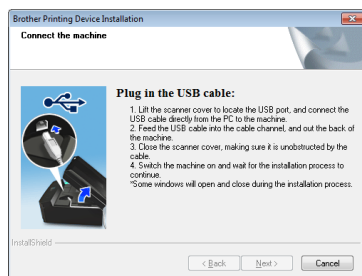 Brother Printing Device Installation
Connect the machine
Plug in the USB cable:
1. Lift the scanner cover to locate the USB port, and connect the
USB cable directly from the PC to the machine.
2. Feed the USB cable into the cable channel, and out the back of
the machine.
3. Close the scanner cover, making sure it is unobstructed by the
cable.
4. Switch the machine on and wait for the installation process to
continue.
*Some windows will open and close during the installation process.
InstallShield
< Back
Next >
Cancel